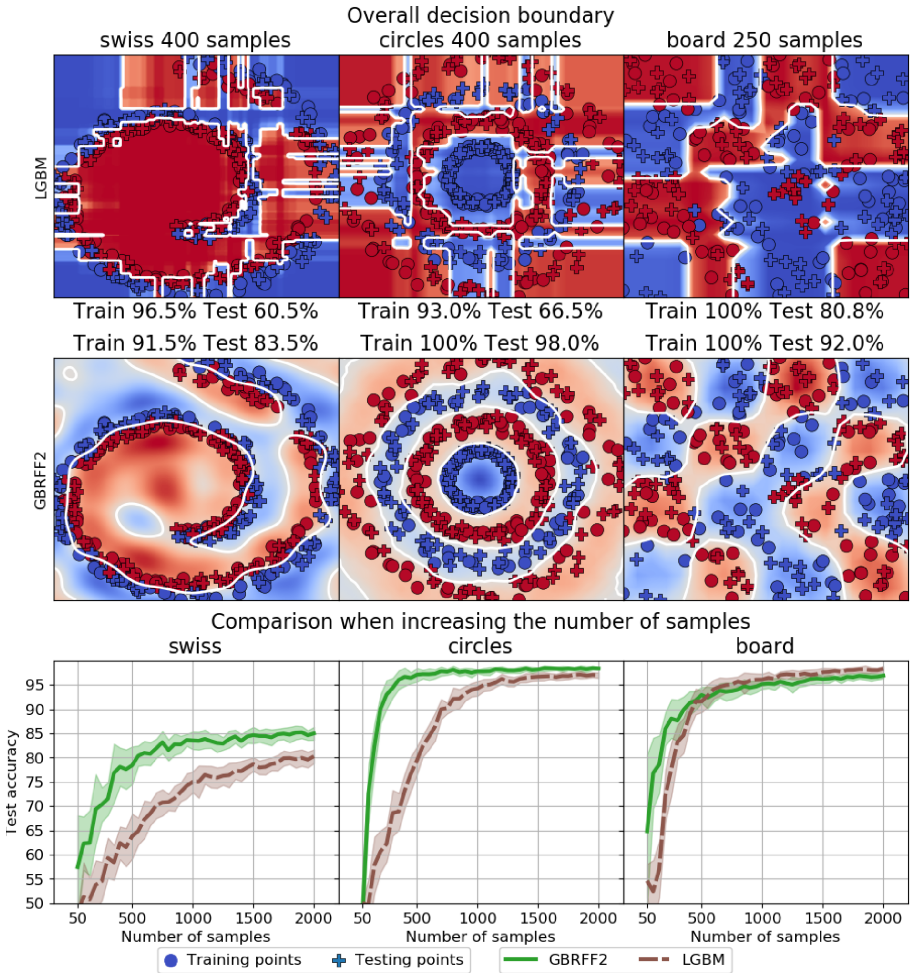 Overall decision boundary
swiss 400 samples circles 400 samples board 250 samples
LGBM
Train 96.5% Test 60.5% Train 93.0% Test 66.5% Train 100% Test 80.8%
Train 91.5% Test 83.5% Train 100% Test 98.0% Train 100% Test 92.0%
GBRFF2
Comparison when increasing the number of samples
swiss circles board
Test accuracy
95
90
85
80
75
70
65
60
55
50
50 500 1000 1500 2000 50 500 1000 1500 2000 50 500 1000 1500 2000
Number of samples Number of samples Number of samples
Training points Testing points GBRFF2 LGBM